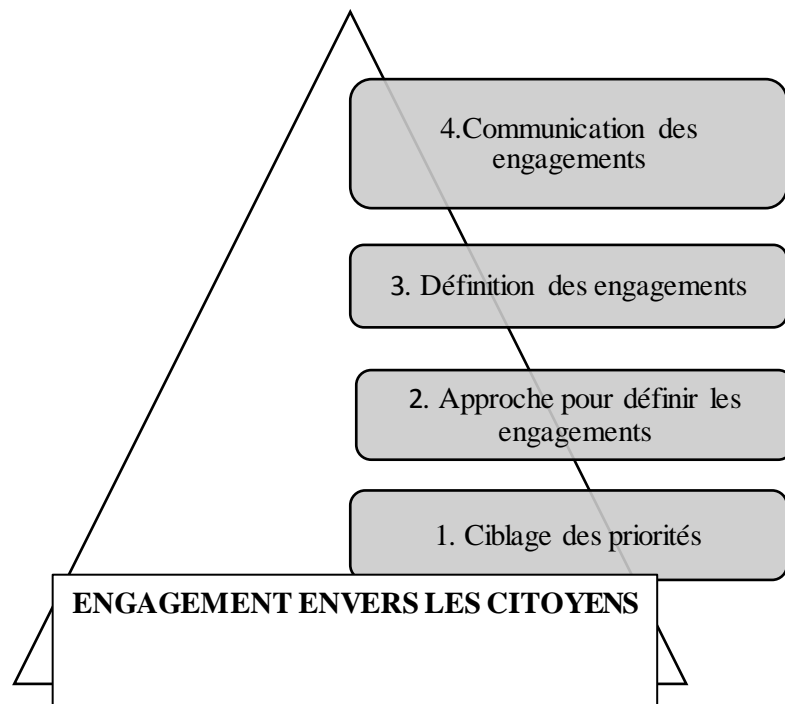 4.Communication des
engagements
3. Définition des engagements
2. Approche pour définir les
engagements
1. Ciblage des priorités
ENGAGEMENT ENVERS LES CITOYENS